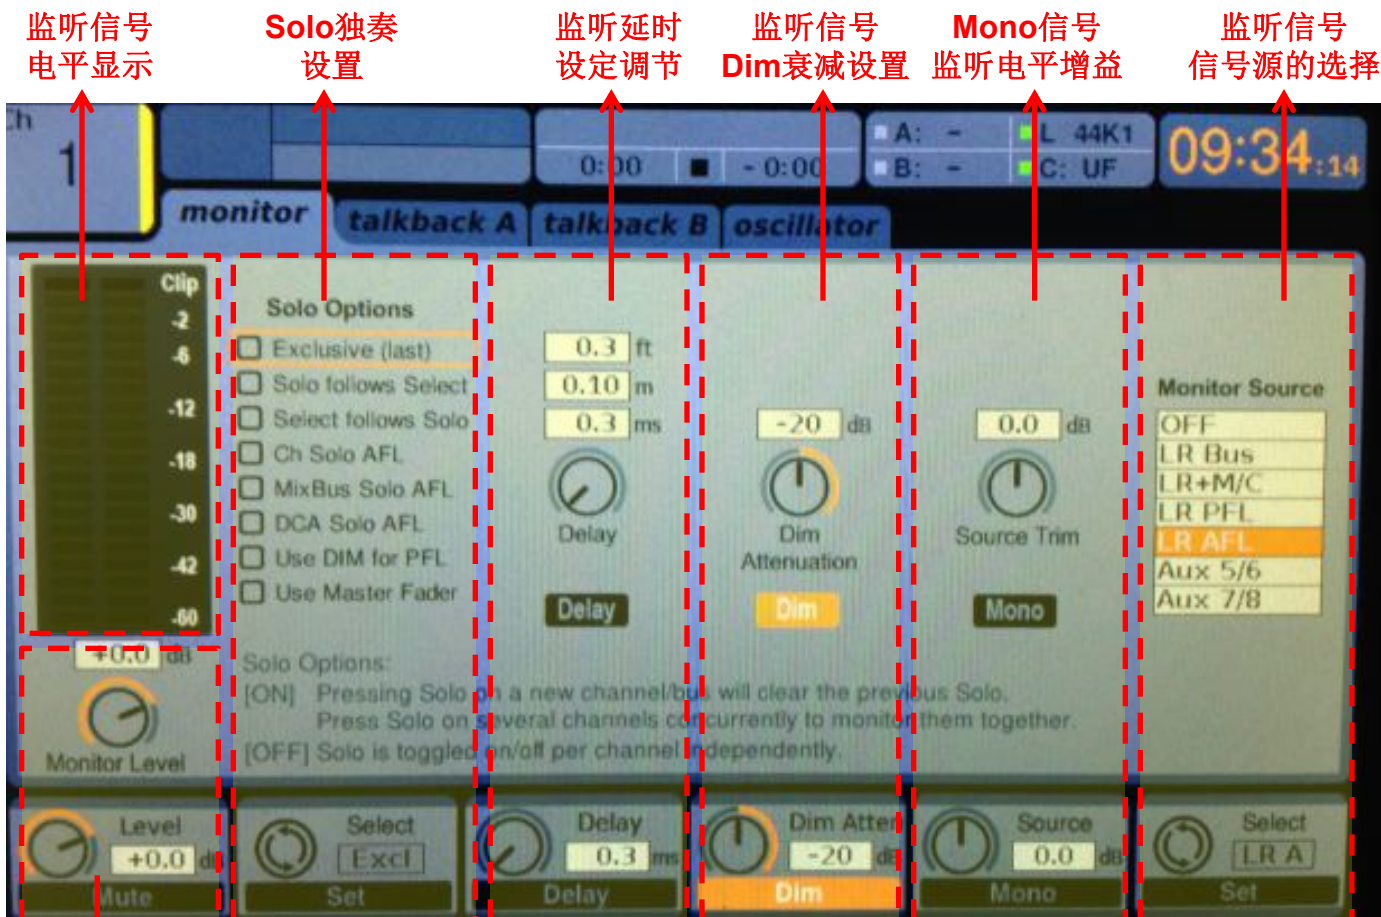 监听信号
电平显示
Solo独奏
设置
监听延时
设定调节
监听信号
Dim衰减设置
Mono信号
监听电平增益
监听信号
信号源的选择
Ch
1
0:00 - 0:00
A: - L 44K1
B: - C: UF
09:34:14
monitor talkback A talkback B oscillator
Clip
-2
-6
-12
-18
-30
-42
-60
+0.0 dB
Monitor Level
Solo Options
Exclusive (last)
Solo follows Select
Select follows Solo
Ch Solo AFL
MixBus Solo AFL
DCA Solo AFL
Use DIM for PFL
Use Master Fader
0.3 ft
0.10 m
0.3 ms
Delay
Delay
-20 dB
Dim
Attenuation
Dim
0.0 dB
Source Trim
Mono
Monitor Source
OFF
LR Bus
LR+M/C
LR PFL
LR AFL
Aux 5/6
Aux 7/8
Solo Options:
[ON] Pressing Solo on a new channel/bus will clear the previous Solo.
Press Solo on several channels concurrently to monitor them together.
[OFF] Solo is toggled on/off per channel independently.
Level
+0.0 dB
Mute
Select
Excl
Set
Delay
0.3 ms
Delay
Dim Atten
-20 dB
Dim
Source
0.0 dB
Mono
Select
LR A
Set